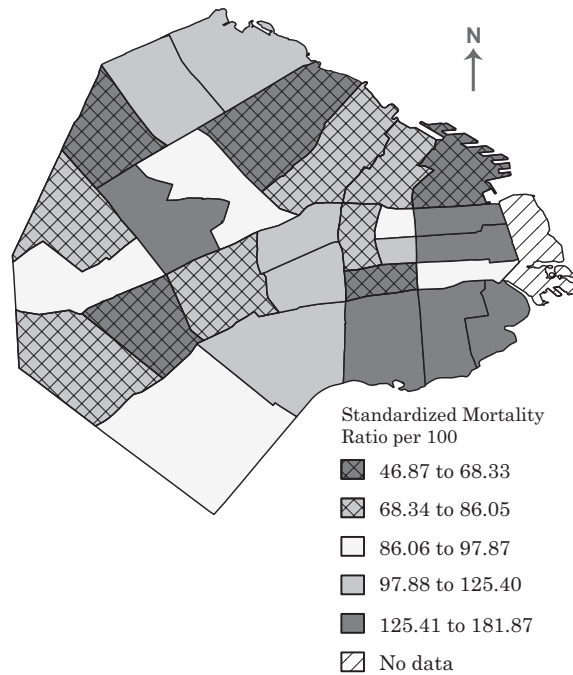 N
Standardized Mortality
Ratio per 100
46.87 to 68.33
68.34 to 86.05
86.06 to 97.87
97.88 to 125.40
125.41 to 181.87
No data